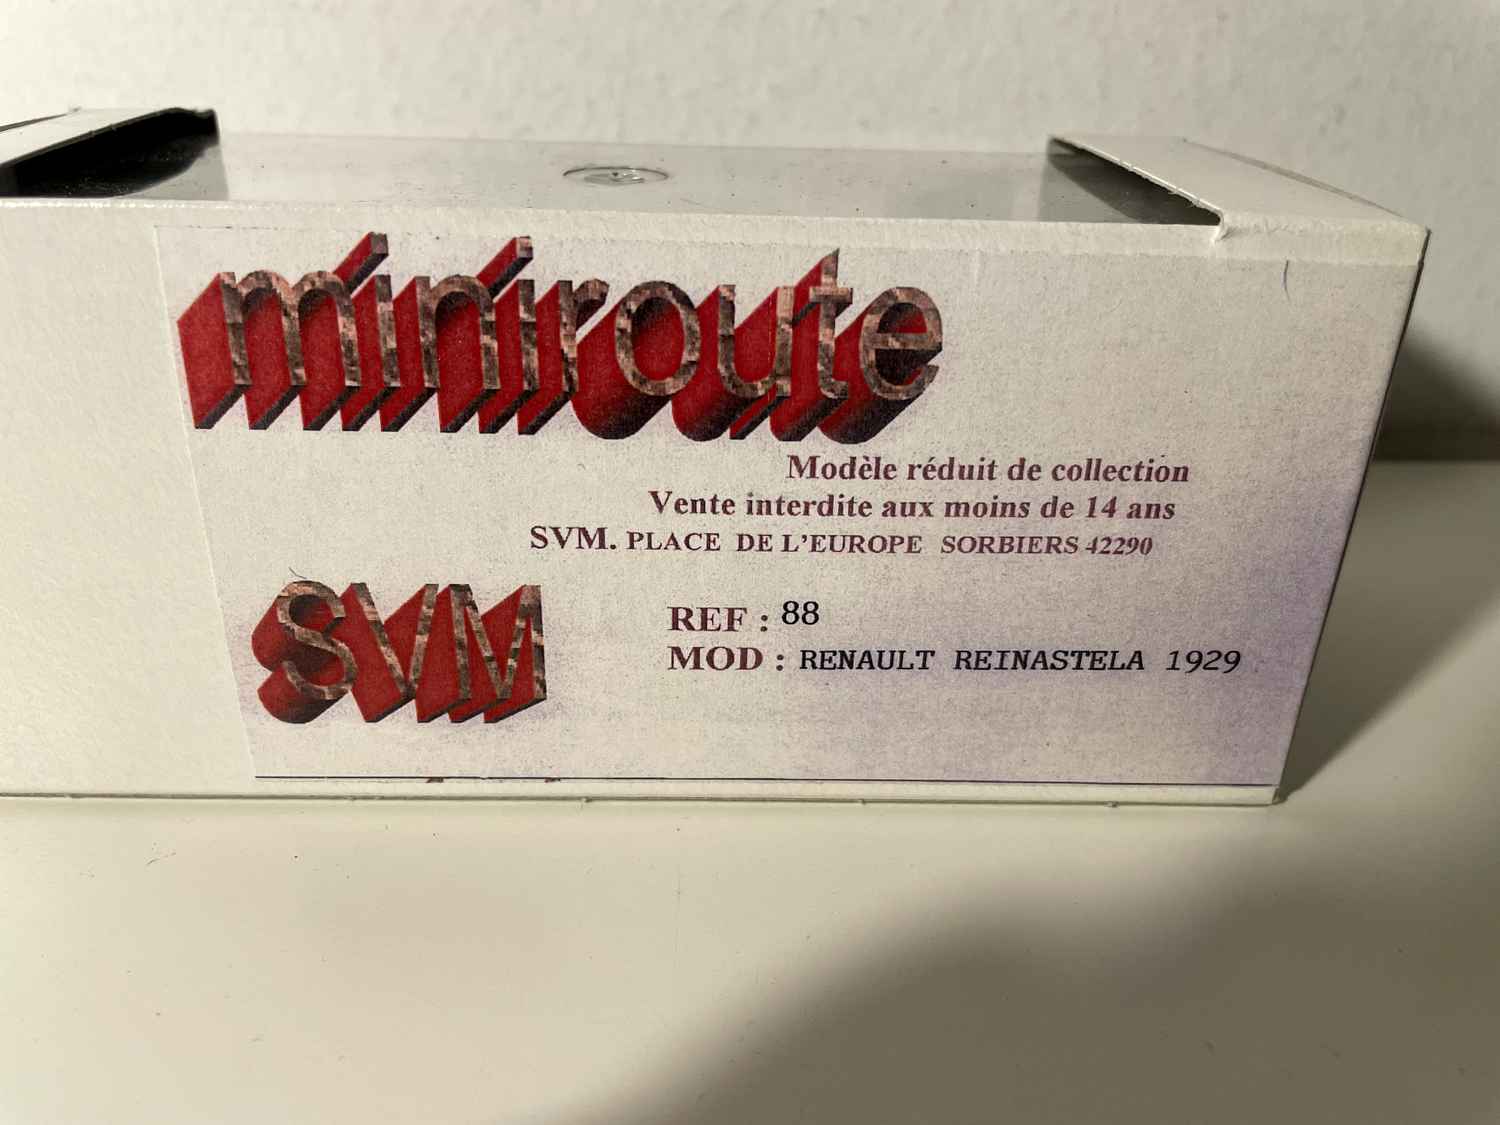 miniroute
Modèle réduit de collection
Vente interdite aux moins de 14 ans
SVM. PLACE DE L'EUROPE SORBIERS 42290
SVM
REF : 88
MOD : RENAULT REINASTELA 1929